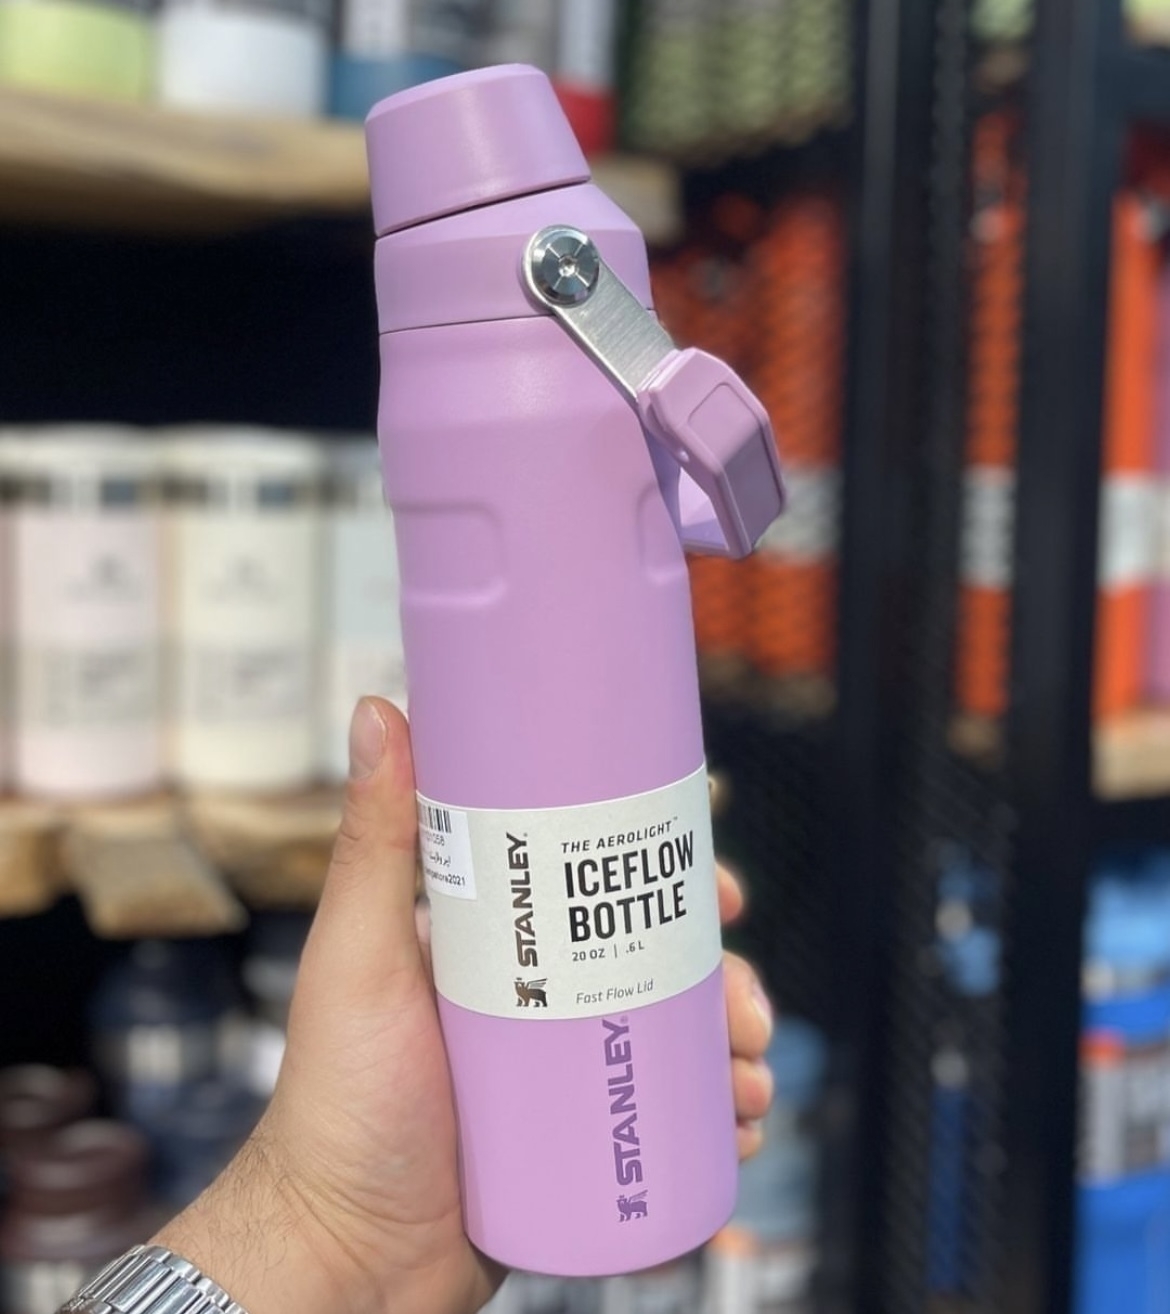 STANLEY®
THE AEROLIGHT™
ICEFLOW
BOTTLE
20 OZ | .6 L
Fast Flow Lid
STANLEY®